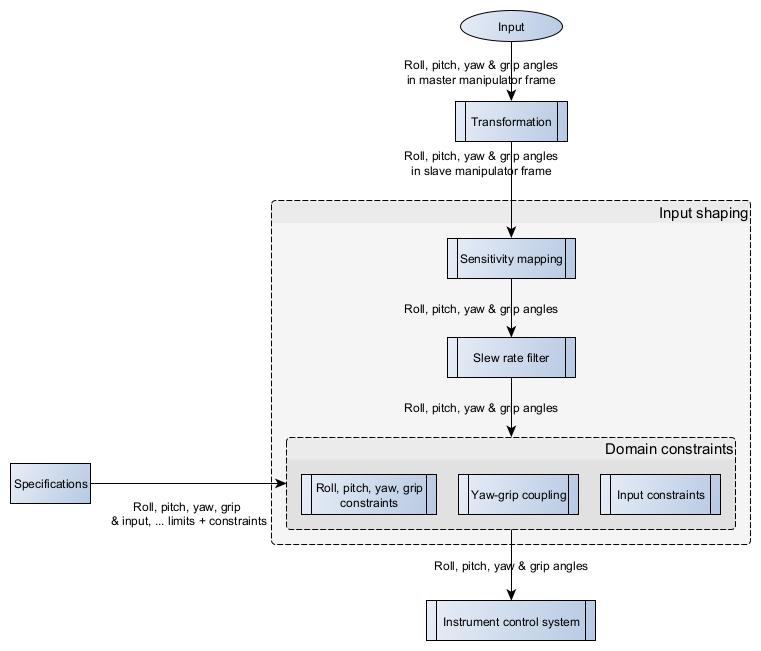 Input
Roll, pitch, yaw & grip angles
in master manipulator frame
Transformation
Roll, pitch, yaw & grip angles
in slave manipulator frame
Input shaping
Sensitivity mapping
Roll, pitch, yaw & grip angles
Slew rate filter
Roll, pitch, yaw & grip angles
Domain constraints
Specifications
Roll, pitch, yaw, grip
& input, ... limits + constraints
Roll, pitch, yaw, grip
constraints
Yaw-grip coupling
Input constraints
Roll, pitch, yaw & grip angles
Instrument control system